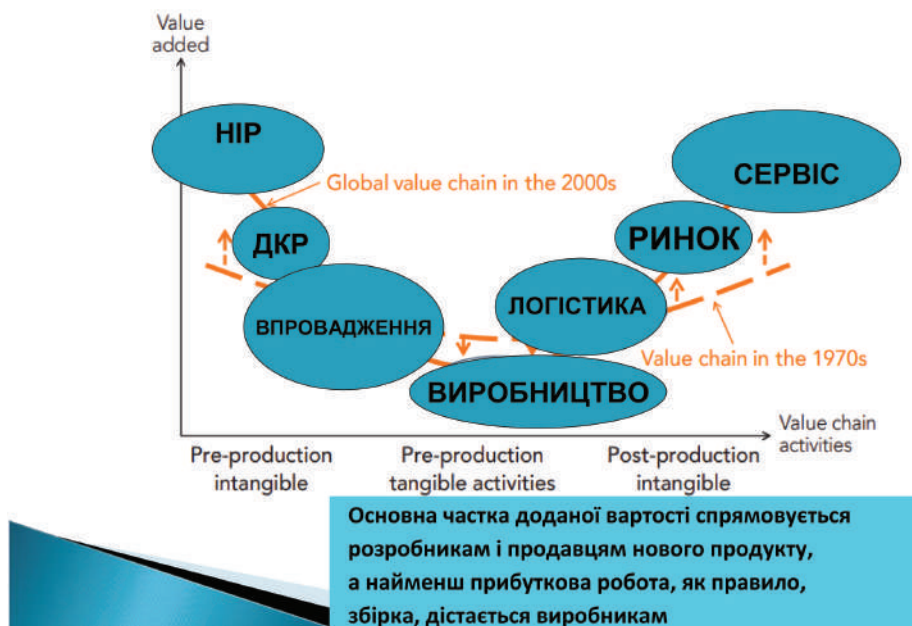 Value
added
НІР
СЕРВІС
Global value chain in the 2000s
ДКР
РИНОК
ЛОГІСТИКА
ВПРОВАДЖЕННЯ
Value chain in the 1970s
ВИРОБНИЦТВО
Value chain
activities
Pre-production
intangible
Pre-production
tangible activities
Post-production
intangible
Основна частка доданої вартості спрямовується
розробникам і продавцям нового продукту,
а найменш прибуткова робота, як правило,
збірка, дістається виробникам